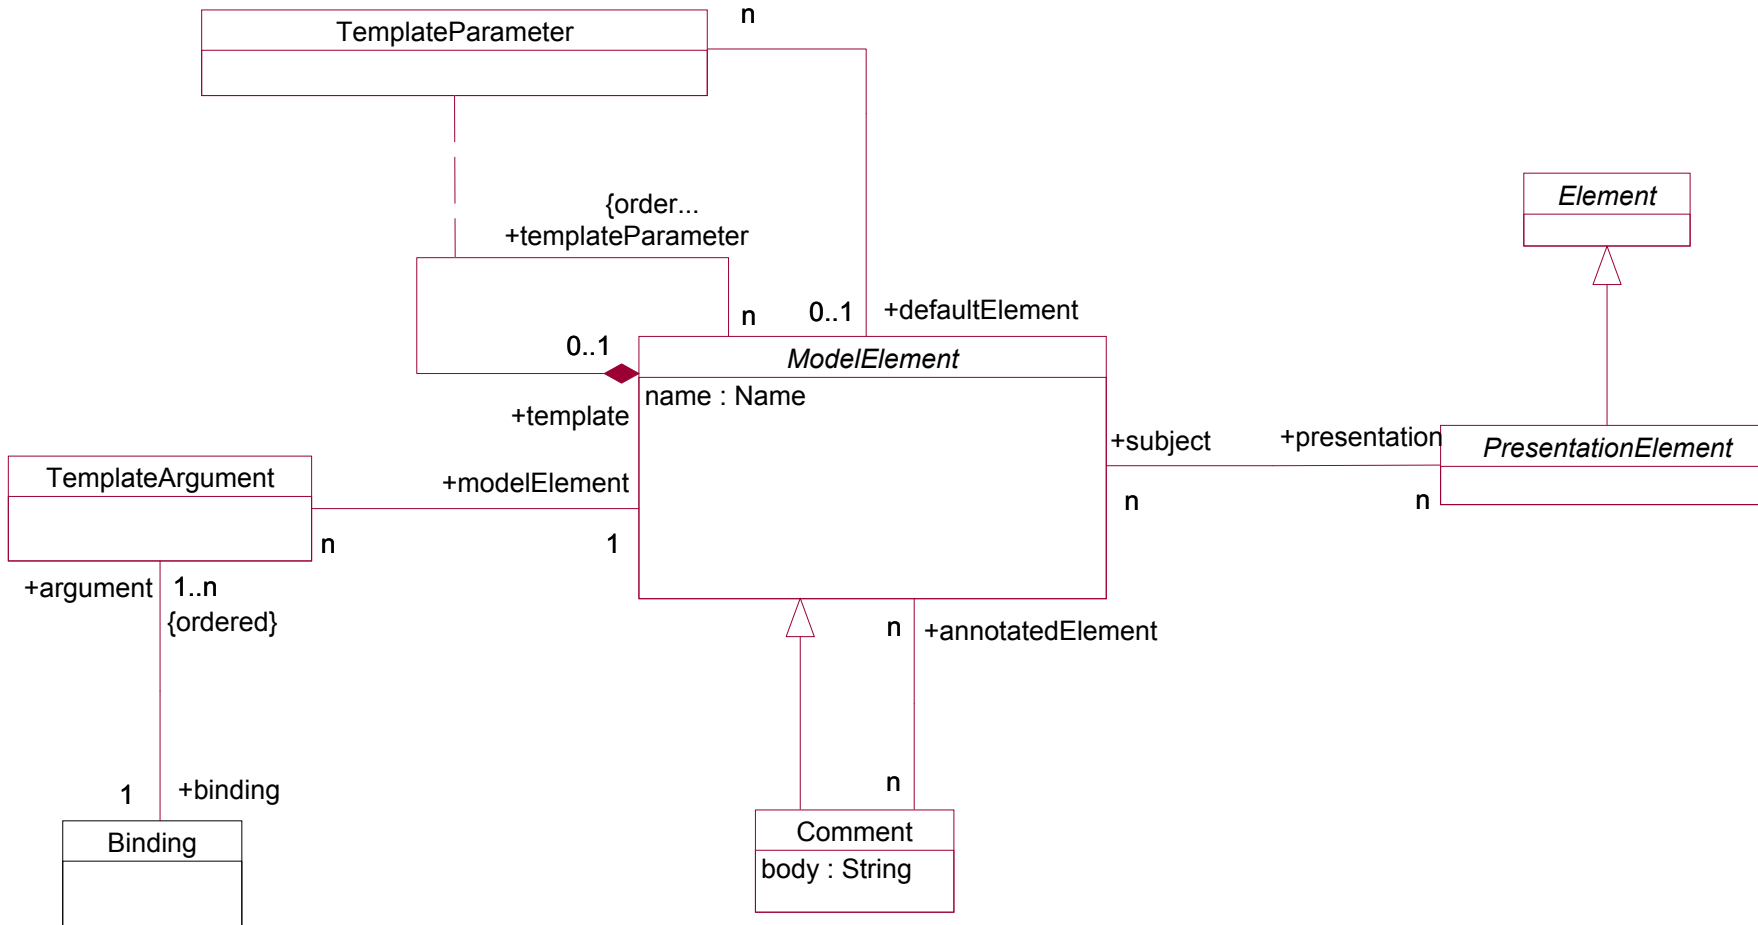 n
TemplateParameter
{order...
+templateParameter
Element
n
0..1
+defaultElement
0..1
ModelElement
name : Name
+template
+subject
+presentation
PresentationElement
TemplateArgument
+modelElement
n
n
n
1
+argument
1..n
{ordered}
n
+annotatedElement
1
+binding
n
Binding
Comment
body : String